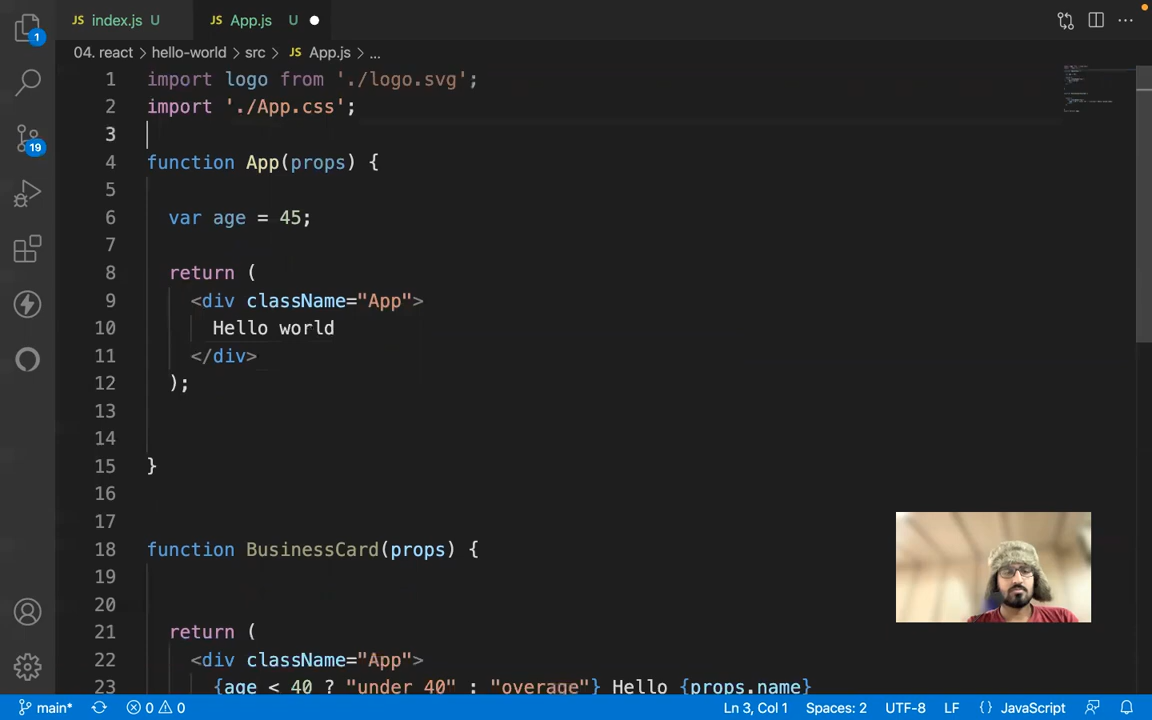 JS index.js U
JS App.js U
04. react > hello-world > src > JS App.js > ...
1 import logo from './logo.svg';
2 import './App.css';
3
4 function App(props) {
5
6 var age = 45;
7
8 return (
9 <div className="App">
10 Hello world
11 </div>
12 );
13
14
15 }
16
17
18 function BusinessCard(props) {
19
20
21 return (
22 <div className="App">
23 {age < 40 ? "under 40" : "overage"} Hello {props.name}
1
19
main* 0 0 Ln 3, Col 1 Spaces: 2 UTF-8 LF {} JavaScript